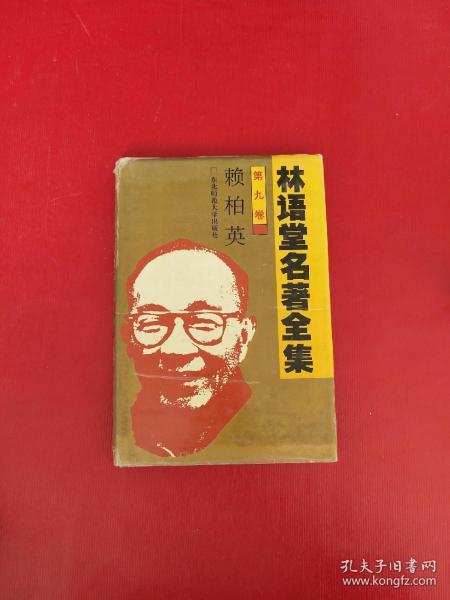 林语堂名著全集
第九卷
赖柏英
东北师范大学出版社
孔夫子旧书网
www.kongfz.com